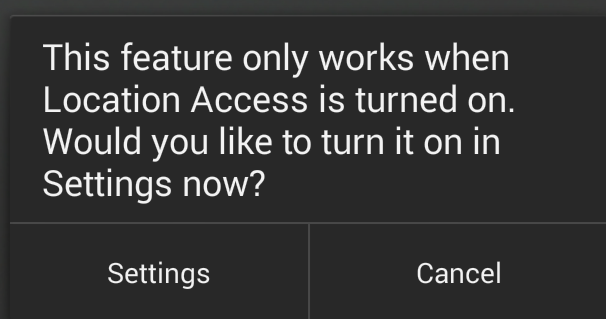 This feature only works when
Location Access is turned on.
Would you like to turn it on in
Settings now?
Settings
Cancel